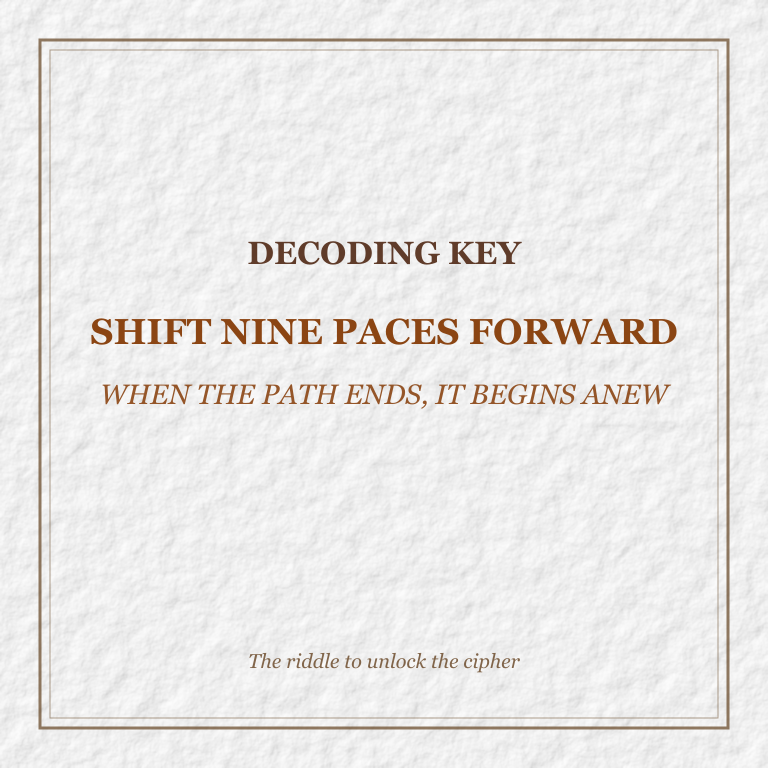 DECODING KEY
SHIFT NINE PACES FORWARD
WHEN THE PATH ENDS, IT BEGINS ANEW
The riddle to unlock the cipher